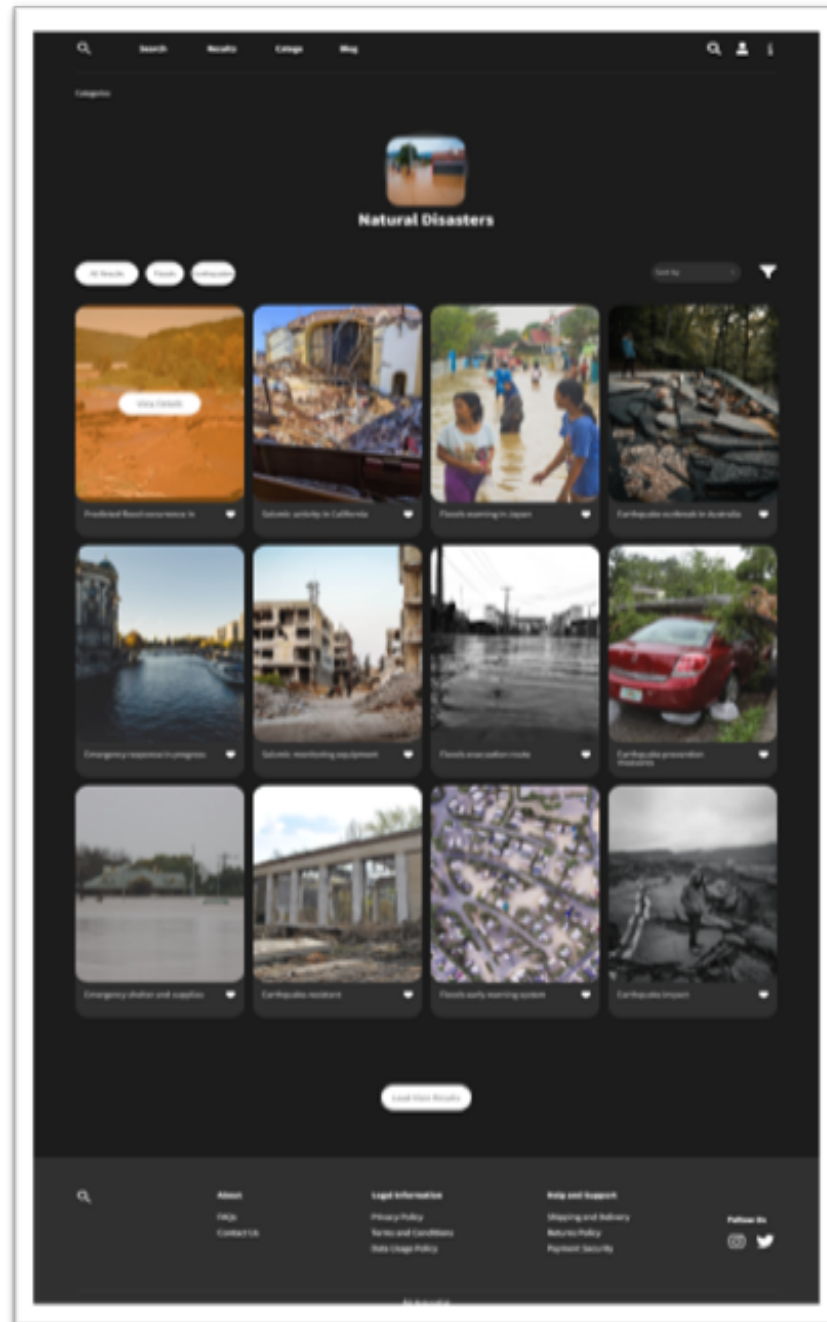 Search Results Catego Blog
Categories
Natural Disasters
All Results Floods Earthquakes
Sort by
View Details
Predicted flood occurrence in
Seismic activity in California
Floods warning in Japan
Earthquake outbreak in Australia
Emergency response in progress
Seismic monitoring equipment
Floods evacuation route
Earthquake prevention
measures
Emergency shelter and supplies
Earthquake resistant
Floods early warning system
Earthquake impact
Load More Results
About
FAQs
Contact Us
Legal Information
Privacy Policy
Terms and Conditions
Data Usage Policy
Help and Support
Shipping and Delivery
Returns Policy
Payment Security
Follow Us